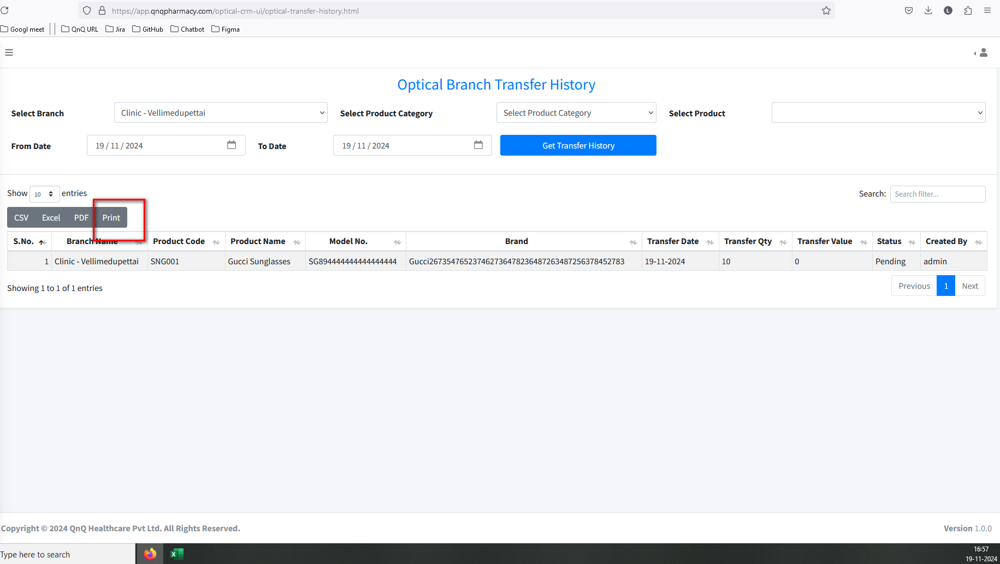 https://app.qnqpharmacy.com/optical-crm-ui/optical-transfer-history.html
L
Googl meet QnQ URL Jira GitHub Chatbot Figma
Optical Branch Transfer History
Select Branch Clinic - Vellimedupettai Select Product Category Select Product Category Select Product
From Date 19 / 11 / 2024 To Date 19 / 11 / 2024 Get Transfer History
Show 10 entries Search: Search filter...
CSV Excel PDF Print
S.No. Branch Name Product Code Product Name Model No. Brand Transfer Date Transfer Qty Transfer Value Status Created By
1 Clinic - Vellimedupettai SNG001 Gucci Sunglasses SG894444444444444444 Gucci267354765237462736478236487263487256378452783 19-11-2024 10 0 Pending admin
Showing 1 to 1 of 1 entries Previous 1 Next
Copyright © 2024 QnQ Healthcare Pvt Ltd. All Rights Reserved. Version 1.0.0
Type here to search 16:57
19-11-2024